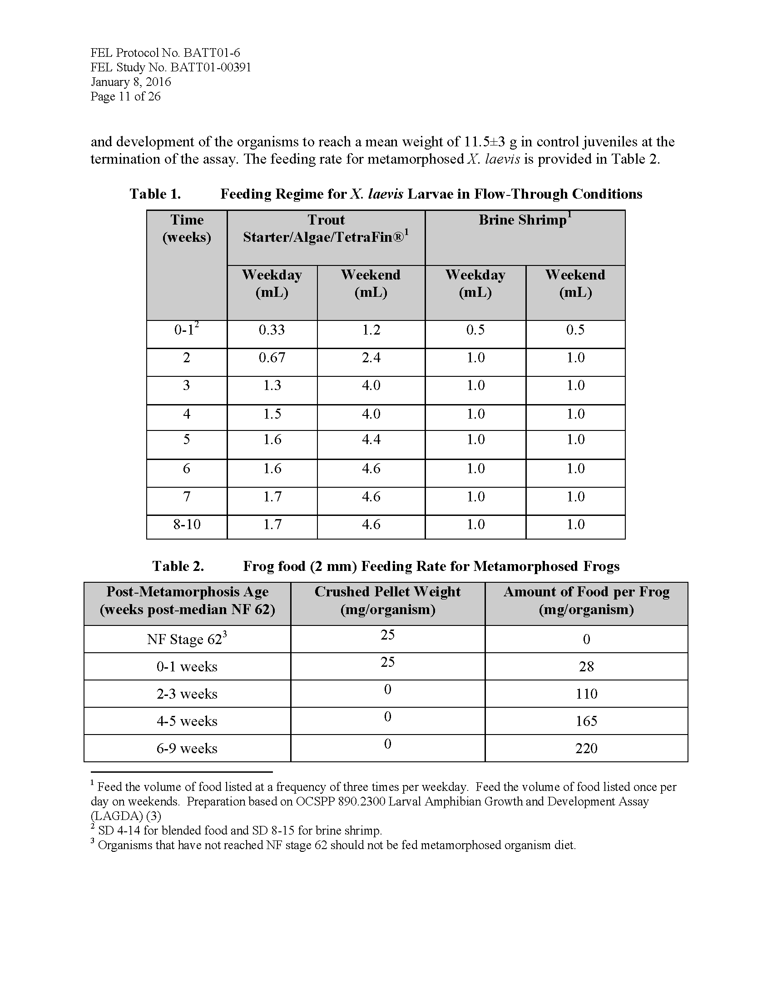 FEL Protocol No. BATT01-6
FEL Study No. BATT01-00391
January 8, 2016
Page 11 of 26
and development of the organisms to reach a mean weight of 11.5±3 g in control juveniles at the
termination of the assay. The feeding rate for metamorphosed X. laevis is provided in Table 2.
Table 1. Feeding Regime for X. laevis Larvae in Flow-Through Conditions
Time (weeks) Trout Starter/Algae/TetraFin®1 Brine Shrimp1
Weekday (mL) Weekend (mL) Weekday (mL) Weekend (mL)
0-12 0.33 1.2 0.5 0.5
2 0.67 2.4 1.0 1.0
3 1.3 4.0 1.0 1.0
4 1.5 4.0 1.0 1.0
5 1.6 4.4 1.0 1.0
6 1.6 4.6 1.0 1.0
7 1.7 4.6 1.0 1.0
8-10 1.7 4.6 1.0 1.0
Table 2. Frog food (2 mm) Feeding Rate for Metamorphosed Frogs
Post-Metamorphosis Age (weeks post-median NF 62) Crushed Pellet Weight (mg/organism) Amount of Food per Frog (mg/organism)
NF Stage 623 25 0
0-1 weeks 25 28
2-3 weeks 0 110
4-5 weeks 0 165
6-9 weeks 0 220
1 Feed the volume of food listed at a frequency of three times per weekday. Feed the volume of food listed once per
day on weekends. Preparation based on OCSPP 890.2300 Larval Amphibian Growth and Development Assay
(LAGDA) (3)
2 SD 4-14 for blended food and SD 8-15 for brine shrimp.
3 Organisms that have not reached NF stage 62 should not be fed metamorphosed organism diet.